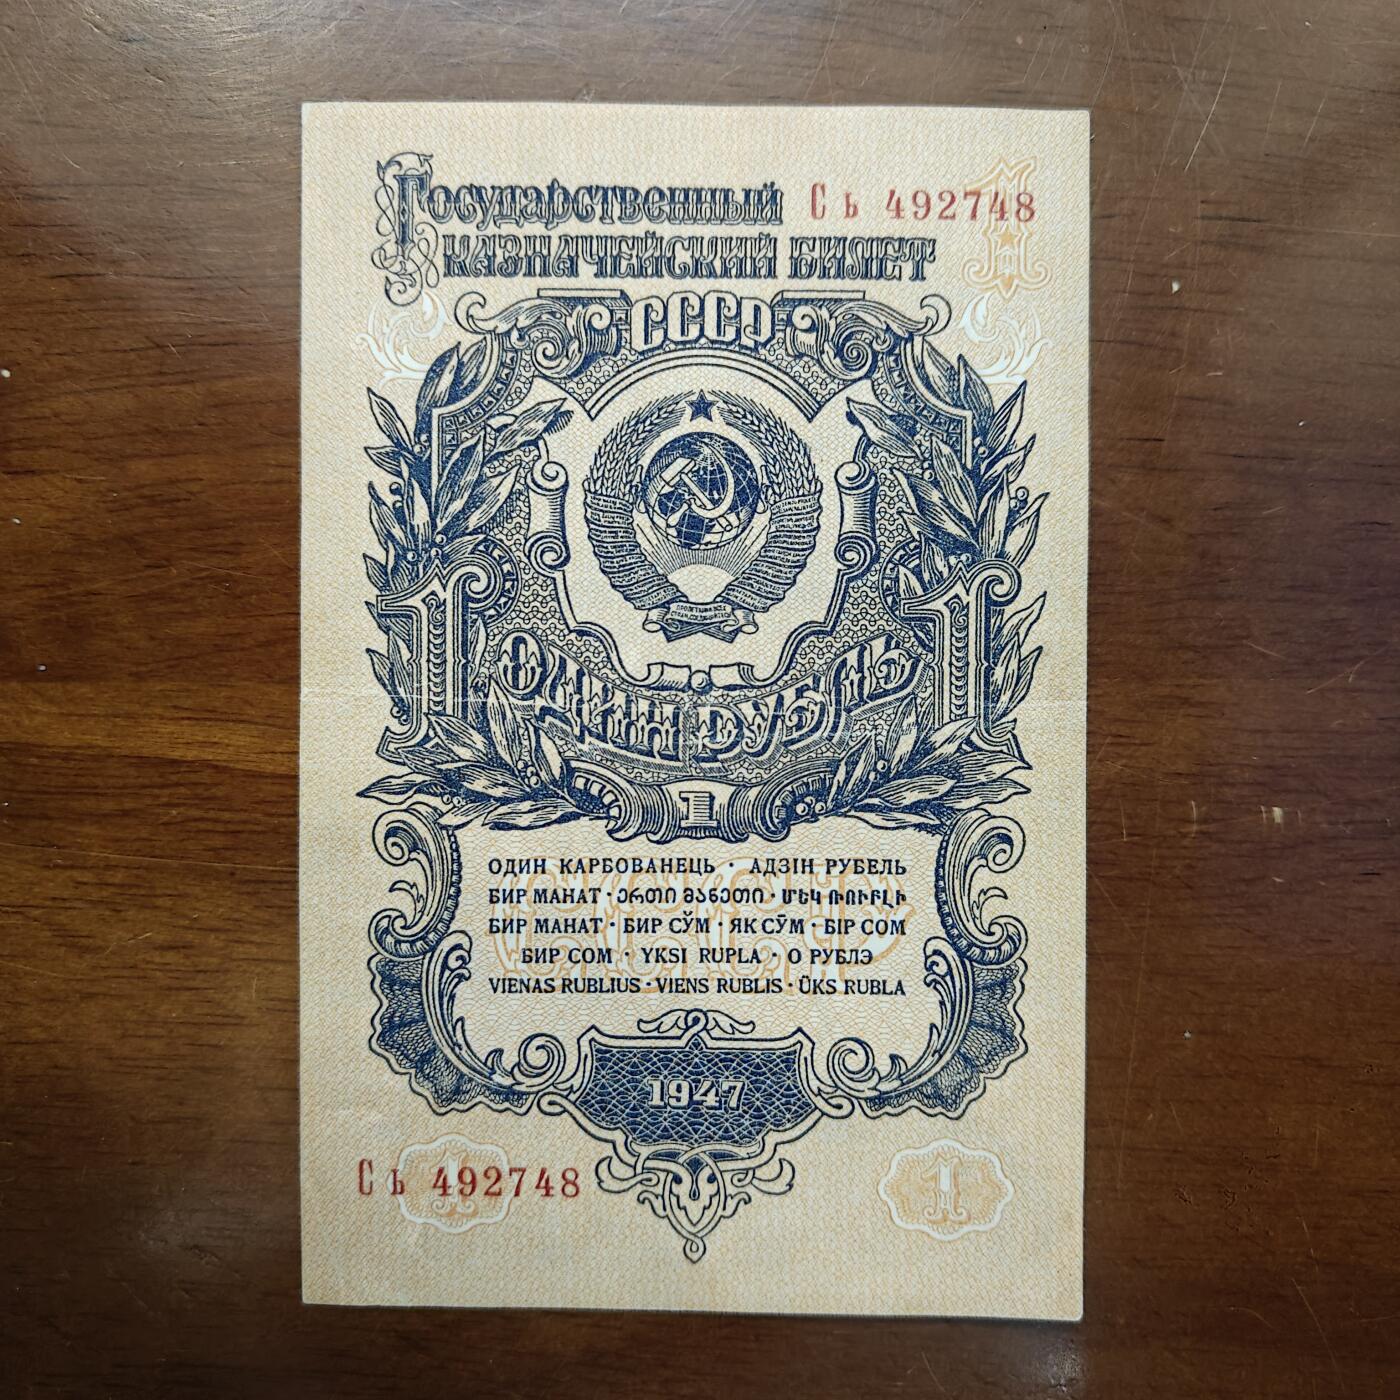 Государственный Сь 492748
КАЗНАЧЕЙСКИЙ БИЛЕТ
1
СССР
1 1
ОДИН РУБЛЬ
1
ОДИН КАРБОВАНЕЦЬ · АДЗІН РУБЕЛЬ
БИР МАНАТ · ᲔᲠᲗᲘ ᲛᲐᲜᲔᲗᲘ · ՄԵԿ ՌՈՒԲԼԻ
БИР МАНАТ · БИР СЎМ · ЯК СӮМ · БІР СОМ
БИР СОМ · YKSI RUPLA · О РУБЛЭ
VIENAS RUBLIUS · VIENS RUBLIS · ÜKS RUBLA
СССР
1947
Сь 492748
1 1